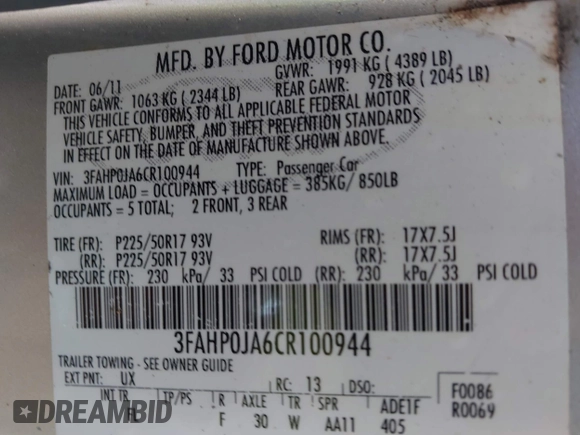 MFD. BY FORD MOTOR CO.
DATE: 06/11 GVWR: 1991 KG ( 4389 LB)
FRONT GAWR: 1063 KG ( 2344 LB) REAR GAWR: 928 KG ( 2045 LB)
THIS VEHICLE CONFORMS TO ALL APPLICABLE FEDERAL MOTOR
VEHICLE SAFETY, BUMPER, AND THEFT PREVENTION STANDARDS
IN EFFECT ON THE DATE OF MANUFACTURE SHOWN ABOVE.
VIN: 3FAHP0JA6CR100944 TYPE: Passenger Car
MAXIMUM LOAD = OCCUPANTS + LUGGAGE = 385KG/ 850LB
OCCUPANTS = 5 TOTAL; 2 FRONT, 3 REAR
TIRE (FR): P225/50R17 93V RIMS (FR): 17X7.5J
(RR): P225/50R17 93V (RR): 17X7.5J
PRESSURE (FR): 230 kPa/ 33 PSI COLD (RR): 230 kPa/ 33 PSI COLD
3FAHP0JA6CR100944
TRAILER TOWING - SEE OWNER GUIDE
EXT PNT: UX RC: 13 DSO: F0086
INT TR TP/PS R AXLE TR SPR ADE1F R0069
F 30 W AA11 405
DREAMBID